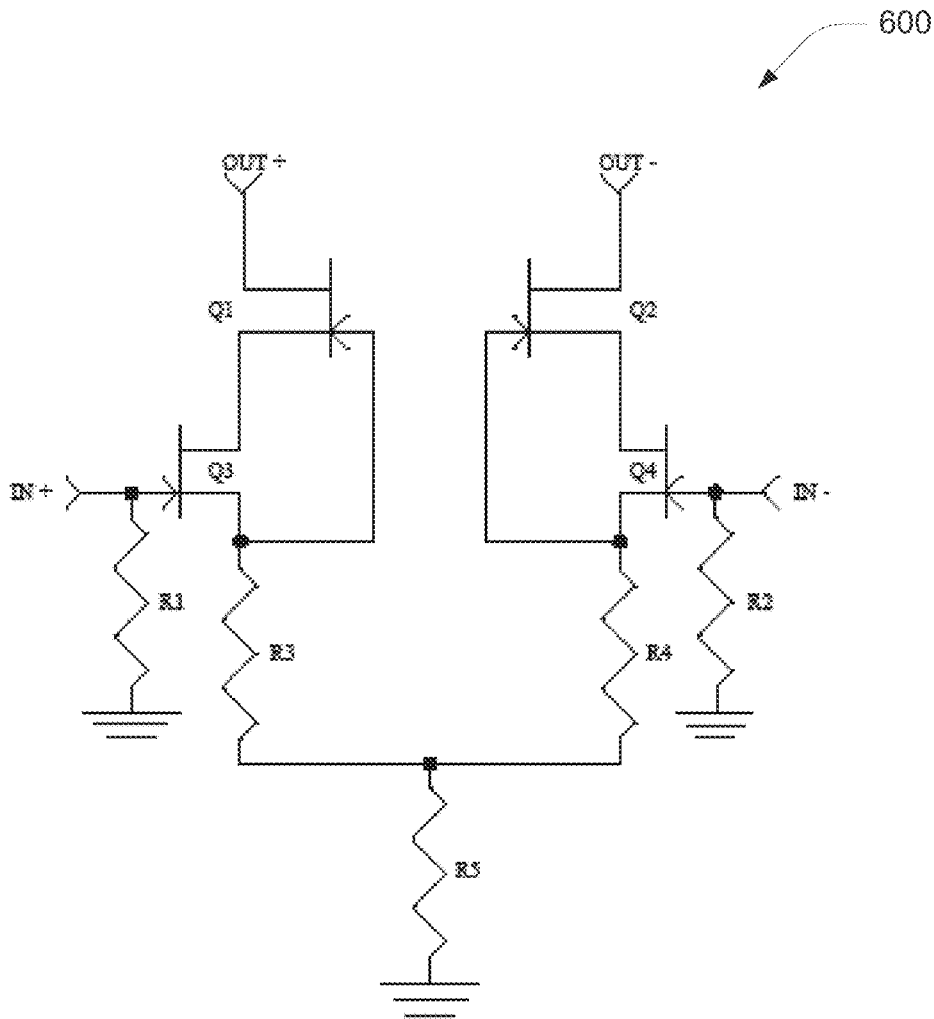 600
OUT +
OUT -
Q1
Q2
IN +
Q3
Q4
IN -
R1
R2
R3
R4
R5